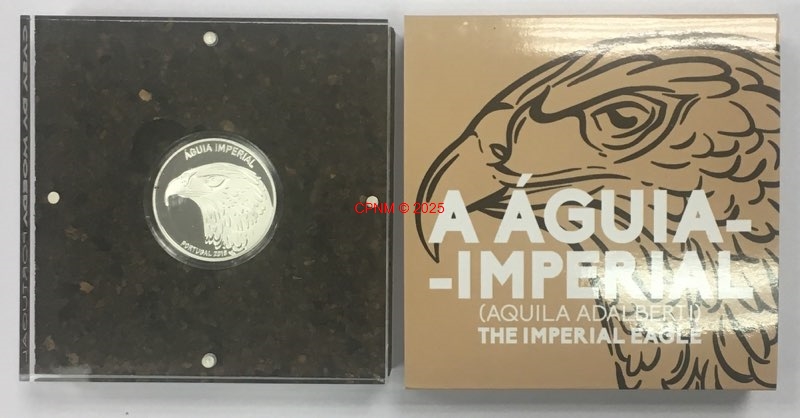 CASA DA MOEDA PORTUGAL
ÁGUIA IMPERIAL
PORTUGAL 2018
CPNM © 2025
A ÁGUIA-
-IMPERIAL
(AQUILA ADALBERTI)
THE IMPERIAL EAGLE